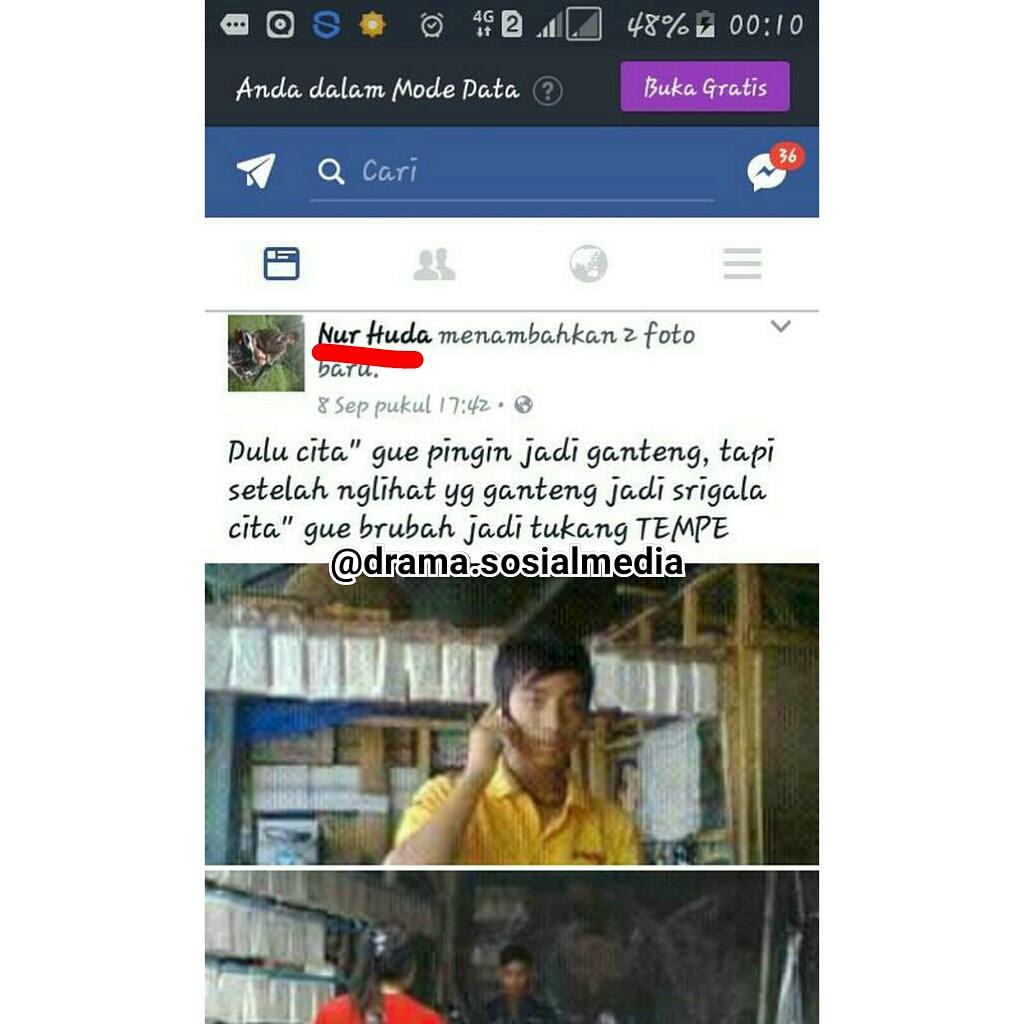 4G 2 48% 00:10
Anda dalam Mode Data ? Buka Gratis
Cari 36
Nur Huda menambahkan 2 foto
baru.
8 Sep pukul 17:42 •
Dulu cita" gue pingin jadi ganteng, tapi
setelah nglihat yg ganteng jadi srigala
cita" gue brubah jadi tukang TEMPE
@drama.sosialmedia